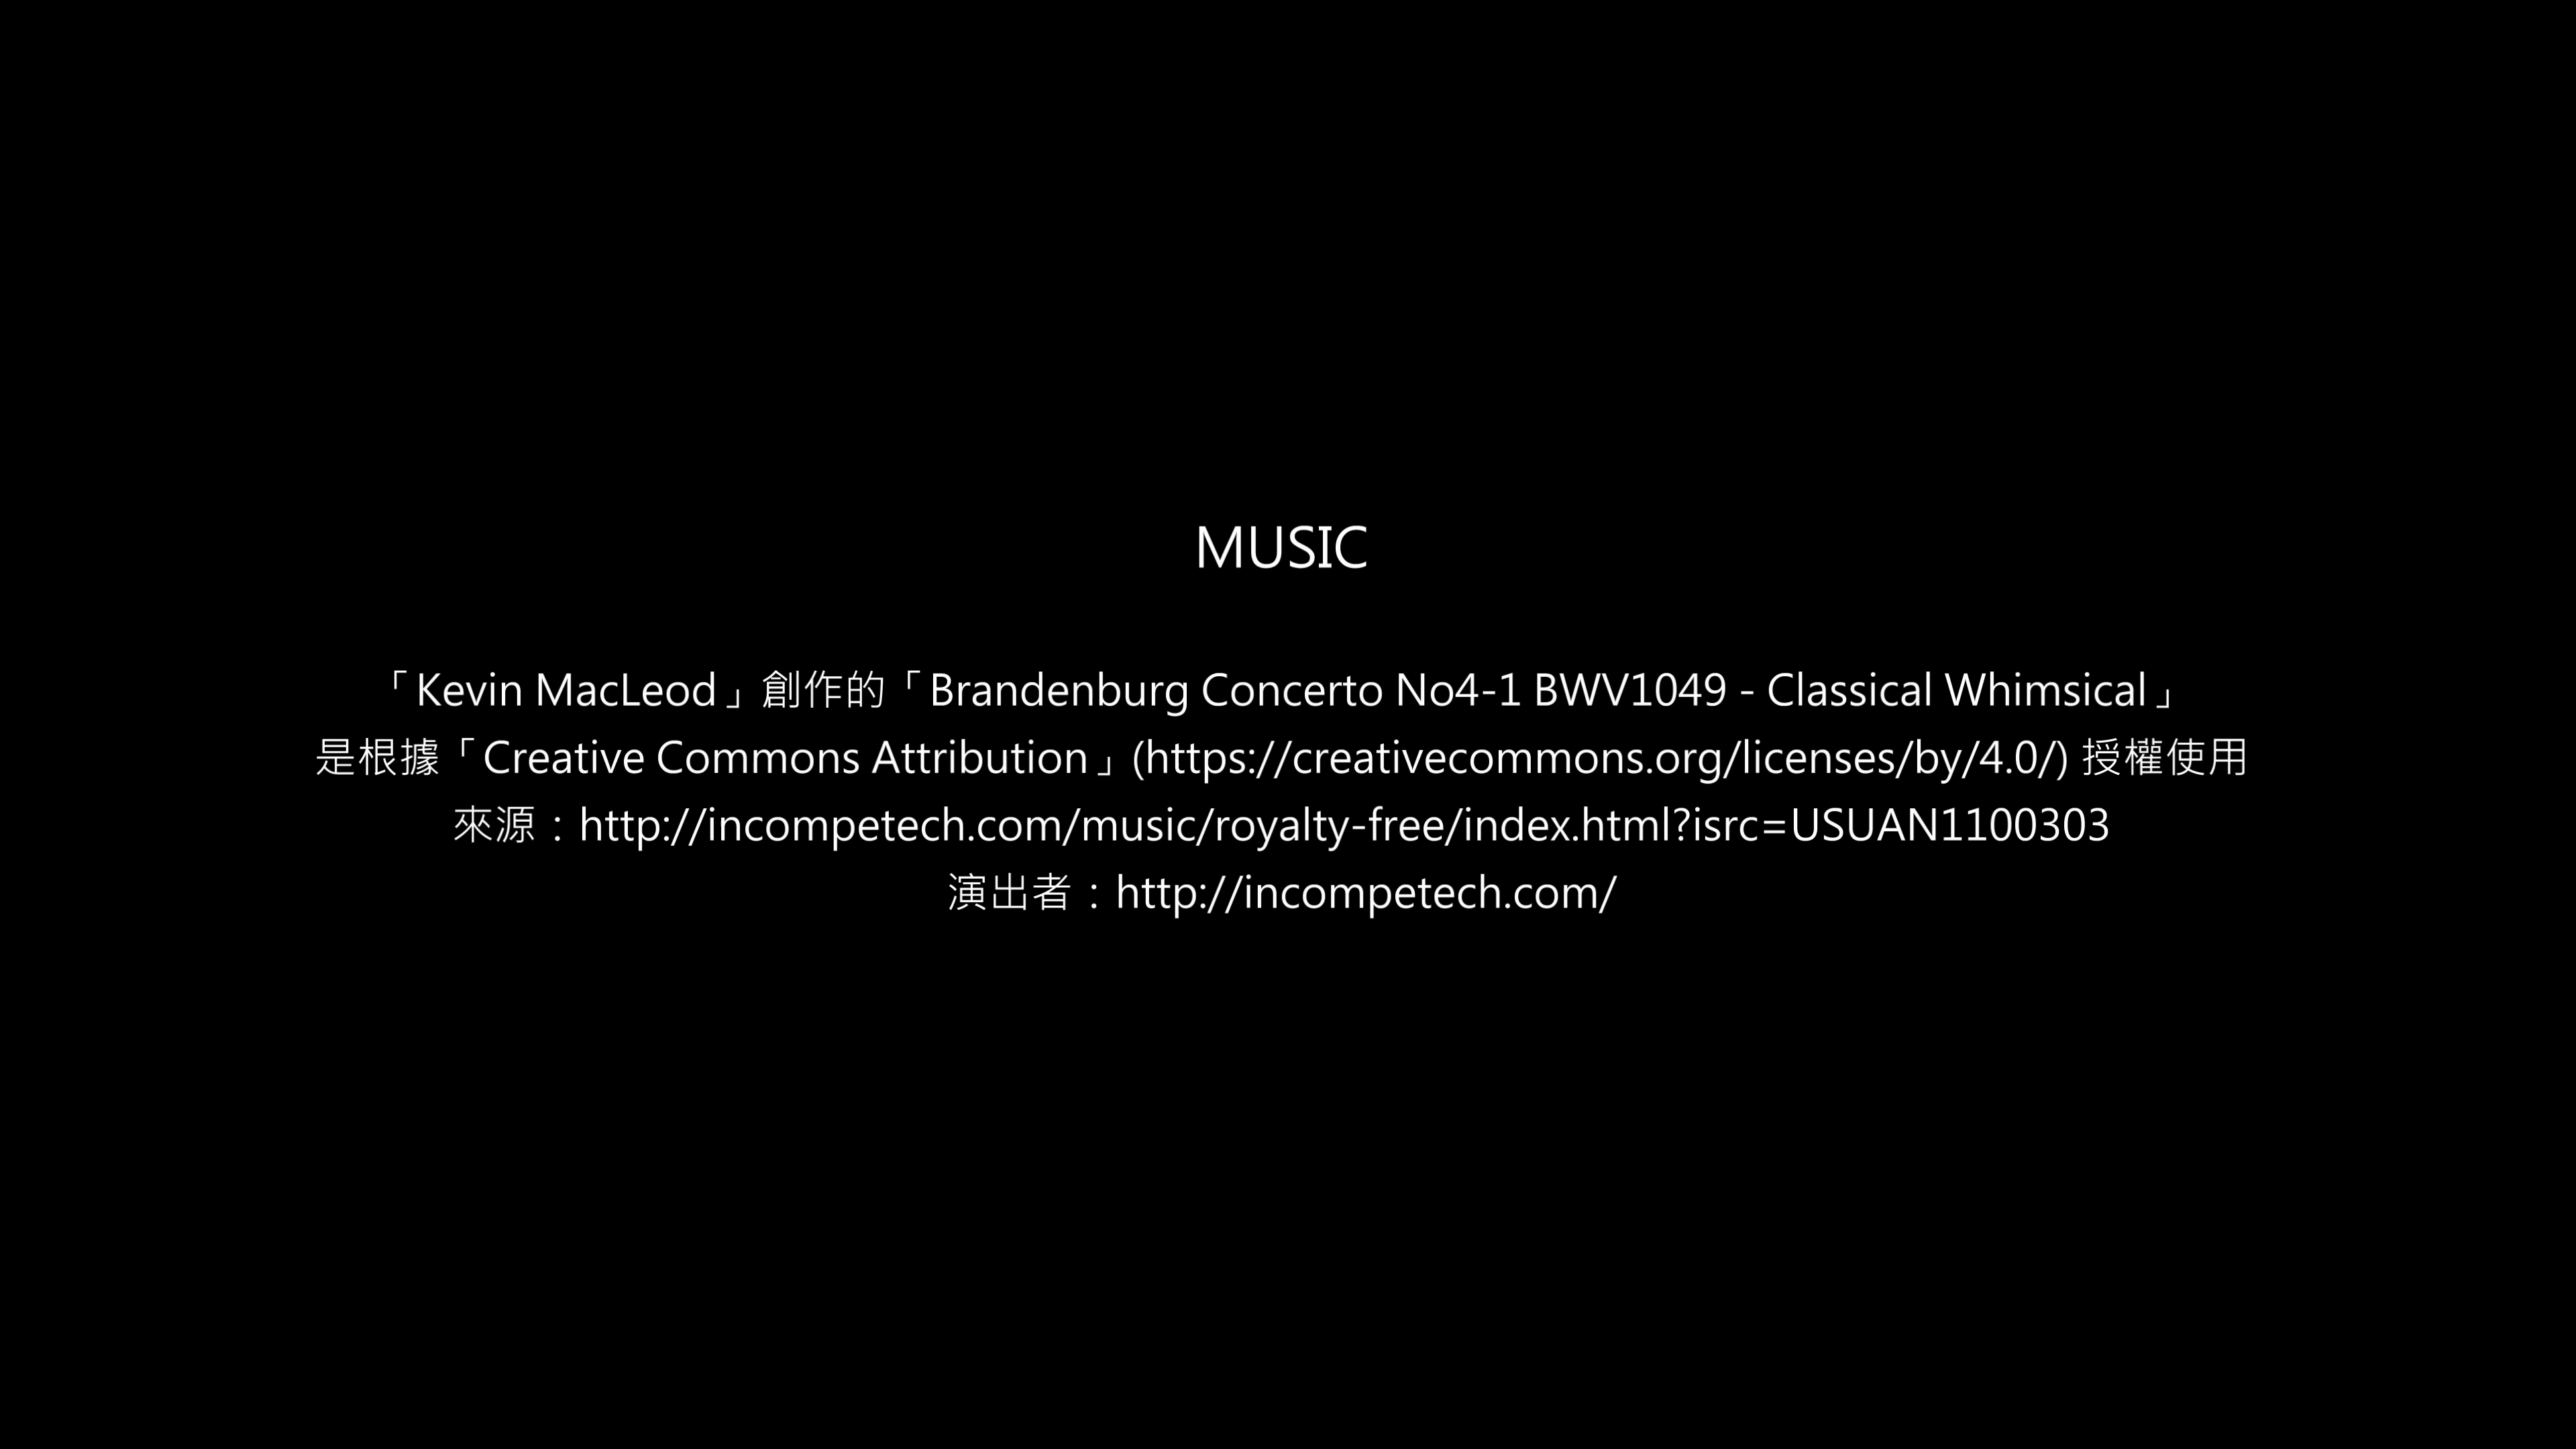 MUSIC
「Kevin MacLeod」創作的「Brandenburg Concerto No4-1 BWV1049 - Classical Whimsical」
是根據「Creative Commons Attribution」(https://creativecommons.org/licenses/by/4.0/) 授權使用
來源：http://incompetech.com/music/royalty-free/index.html?isrc=USUAN1100303
演出者：http://incompetech.com/